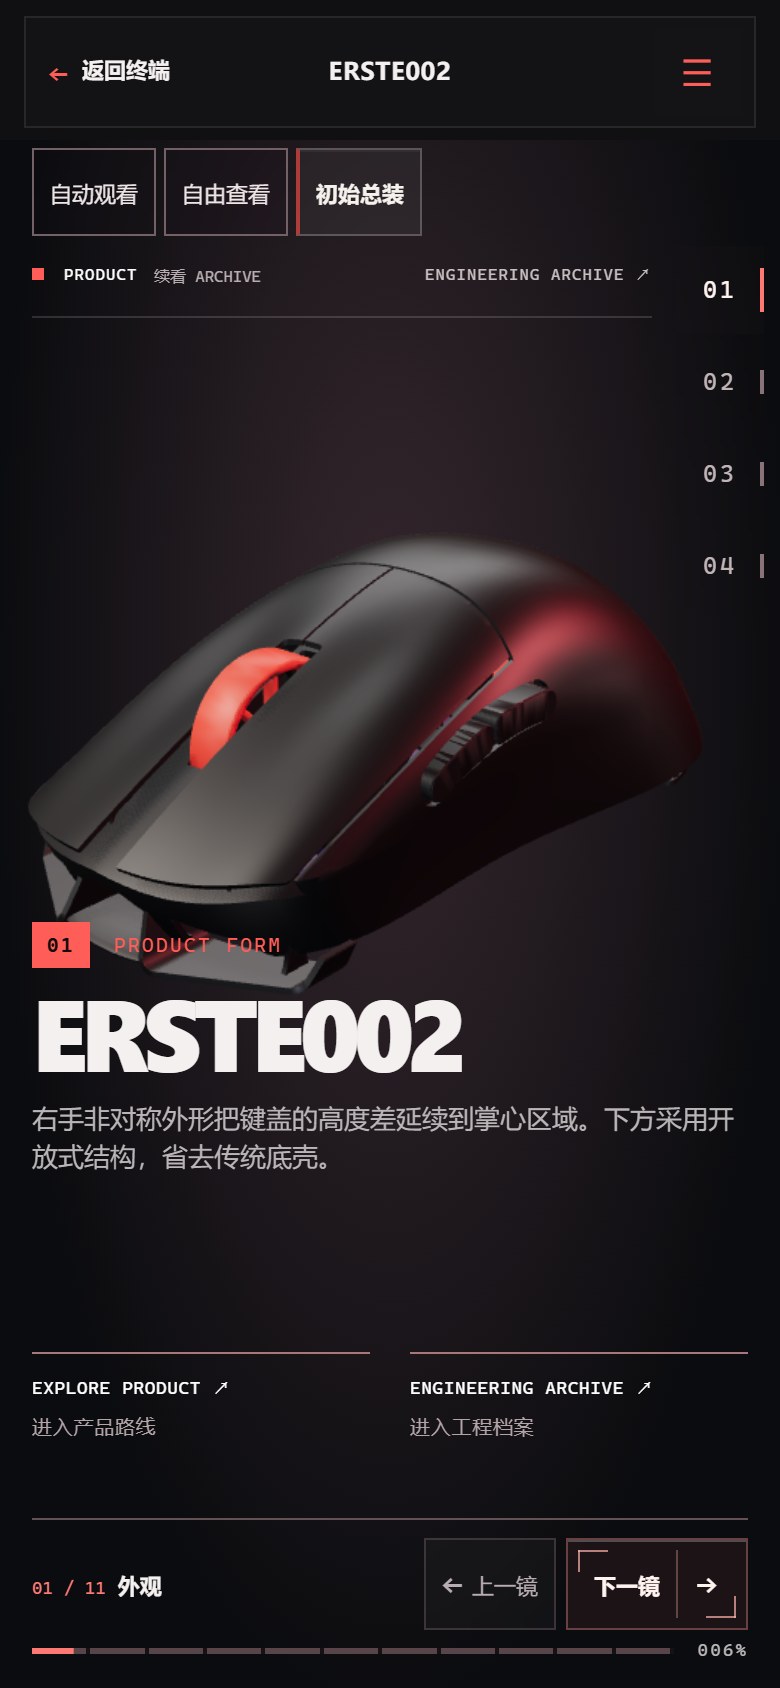 ← 返回终端 ERSTE002 ☰
自动观看 自由查看 初始总装
PRODUCT 续看 ARCHIVE ENGINEERING ARCHIVE ↗
01
02
03
04
01 PRODUCT FORM
ERSTE002
右手非对称外形把键盖的高度差延续到掌心区域。下方采用开
放式结构，省去传统底壳。
EXPLORE PRODUCT ↗
进入产品路线
ENGINEERING ARCHIVE ↗
进入工程档案
01 / 11 外观
← 上一镜
下一镜 →
006%